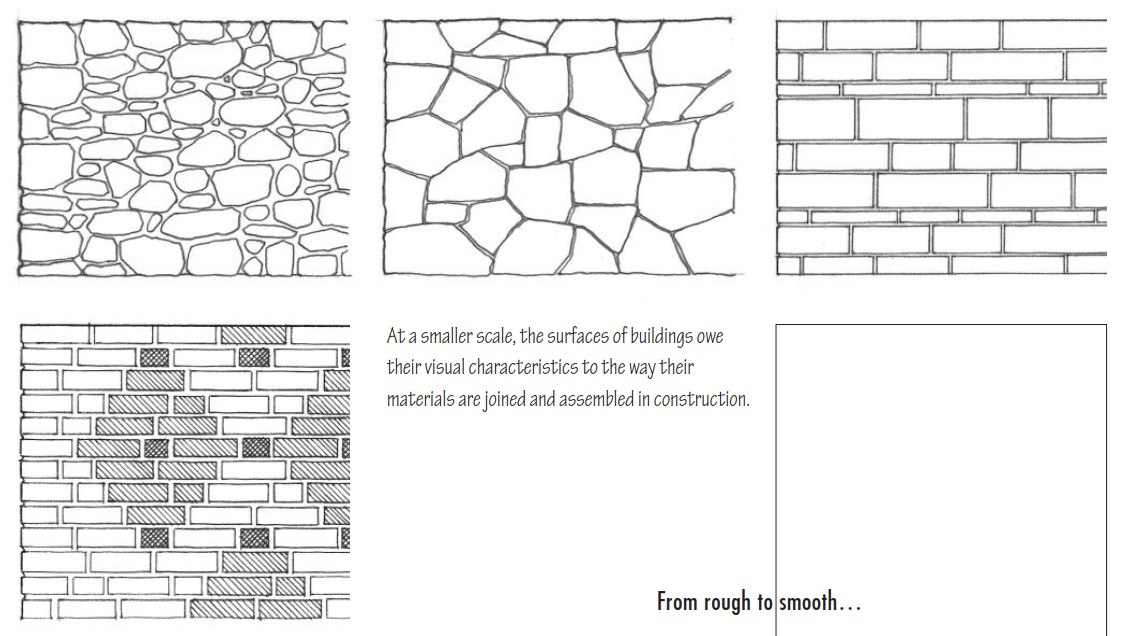 At a smaller scale, the surfaces of buildings owe
their visual characteristics to the way their
materials are joined and assembled in construction.
From rough to smooth…